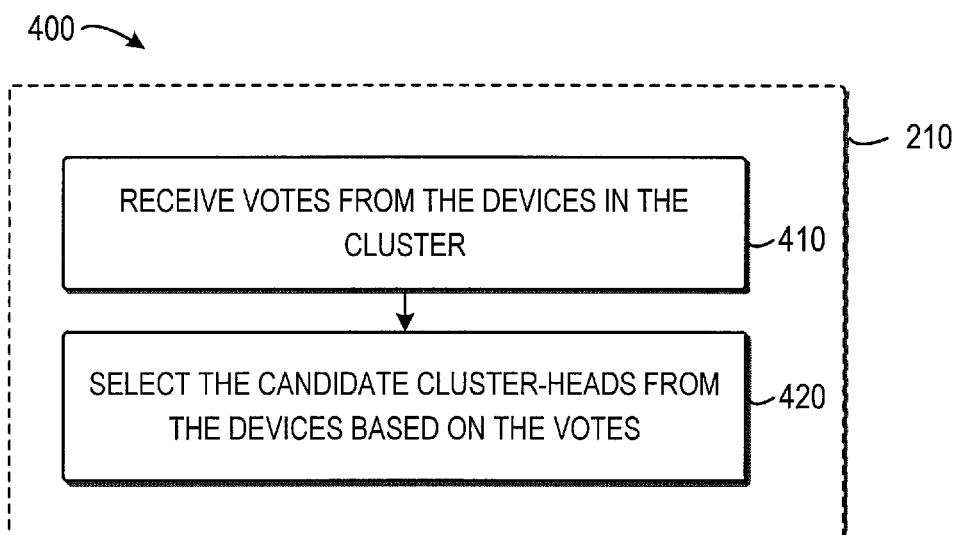 400
210
RECEIVE VOTES FROM THE DEVICES IN THE
CLUSTER
410
SELECT THE CANDIDATE CLUSTER-HEADS FROM
THE DEVICES BASED ON THE VOTES
420